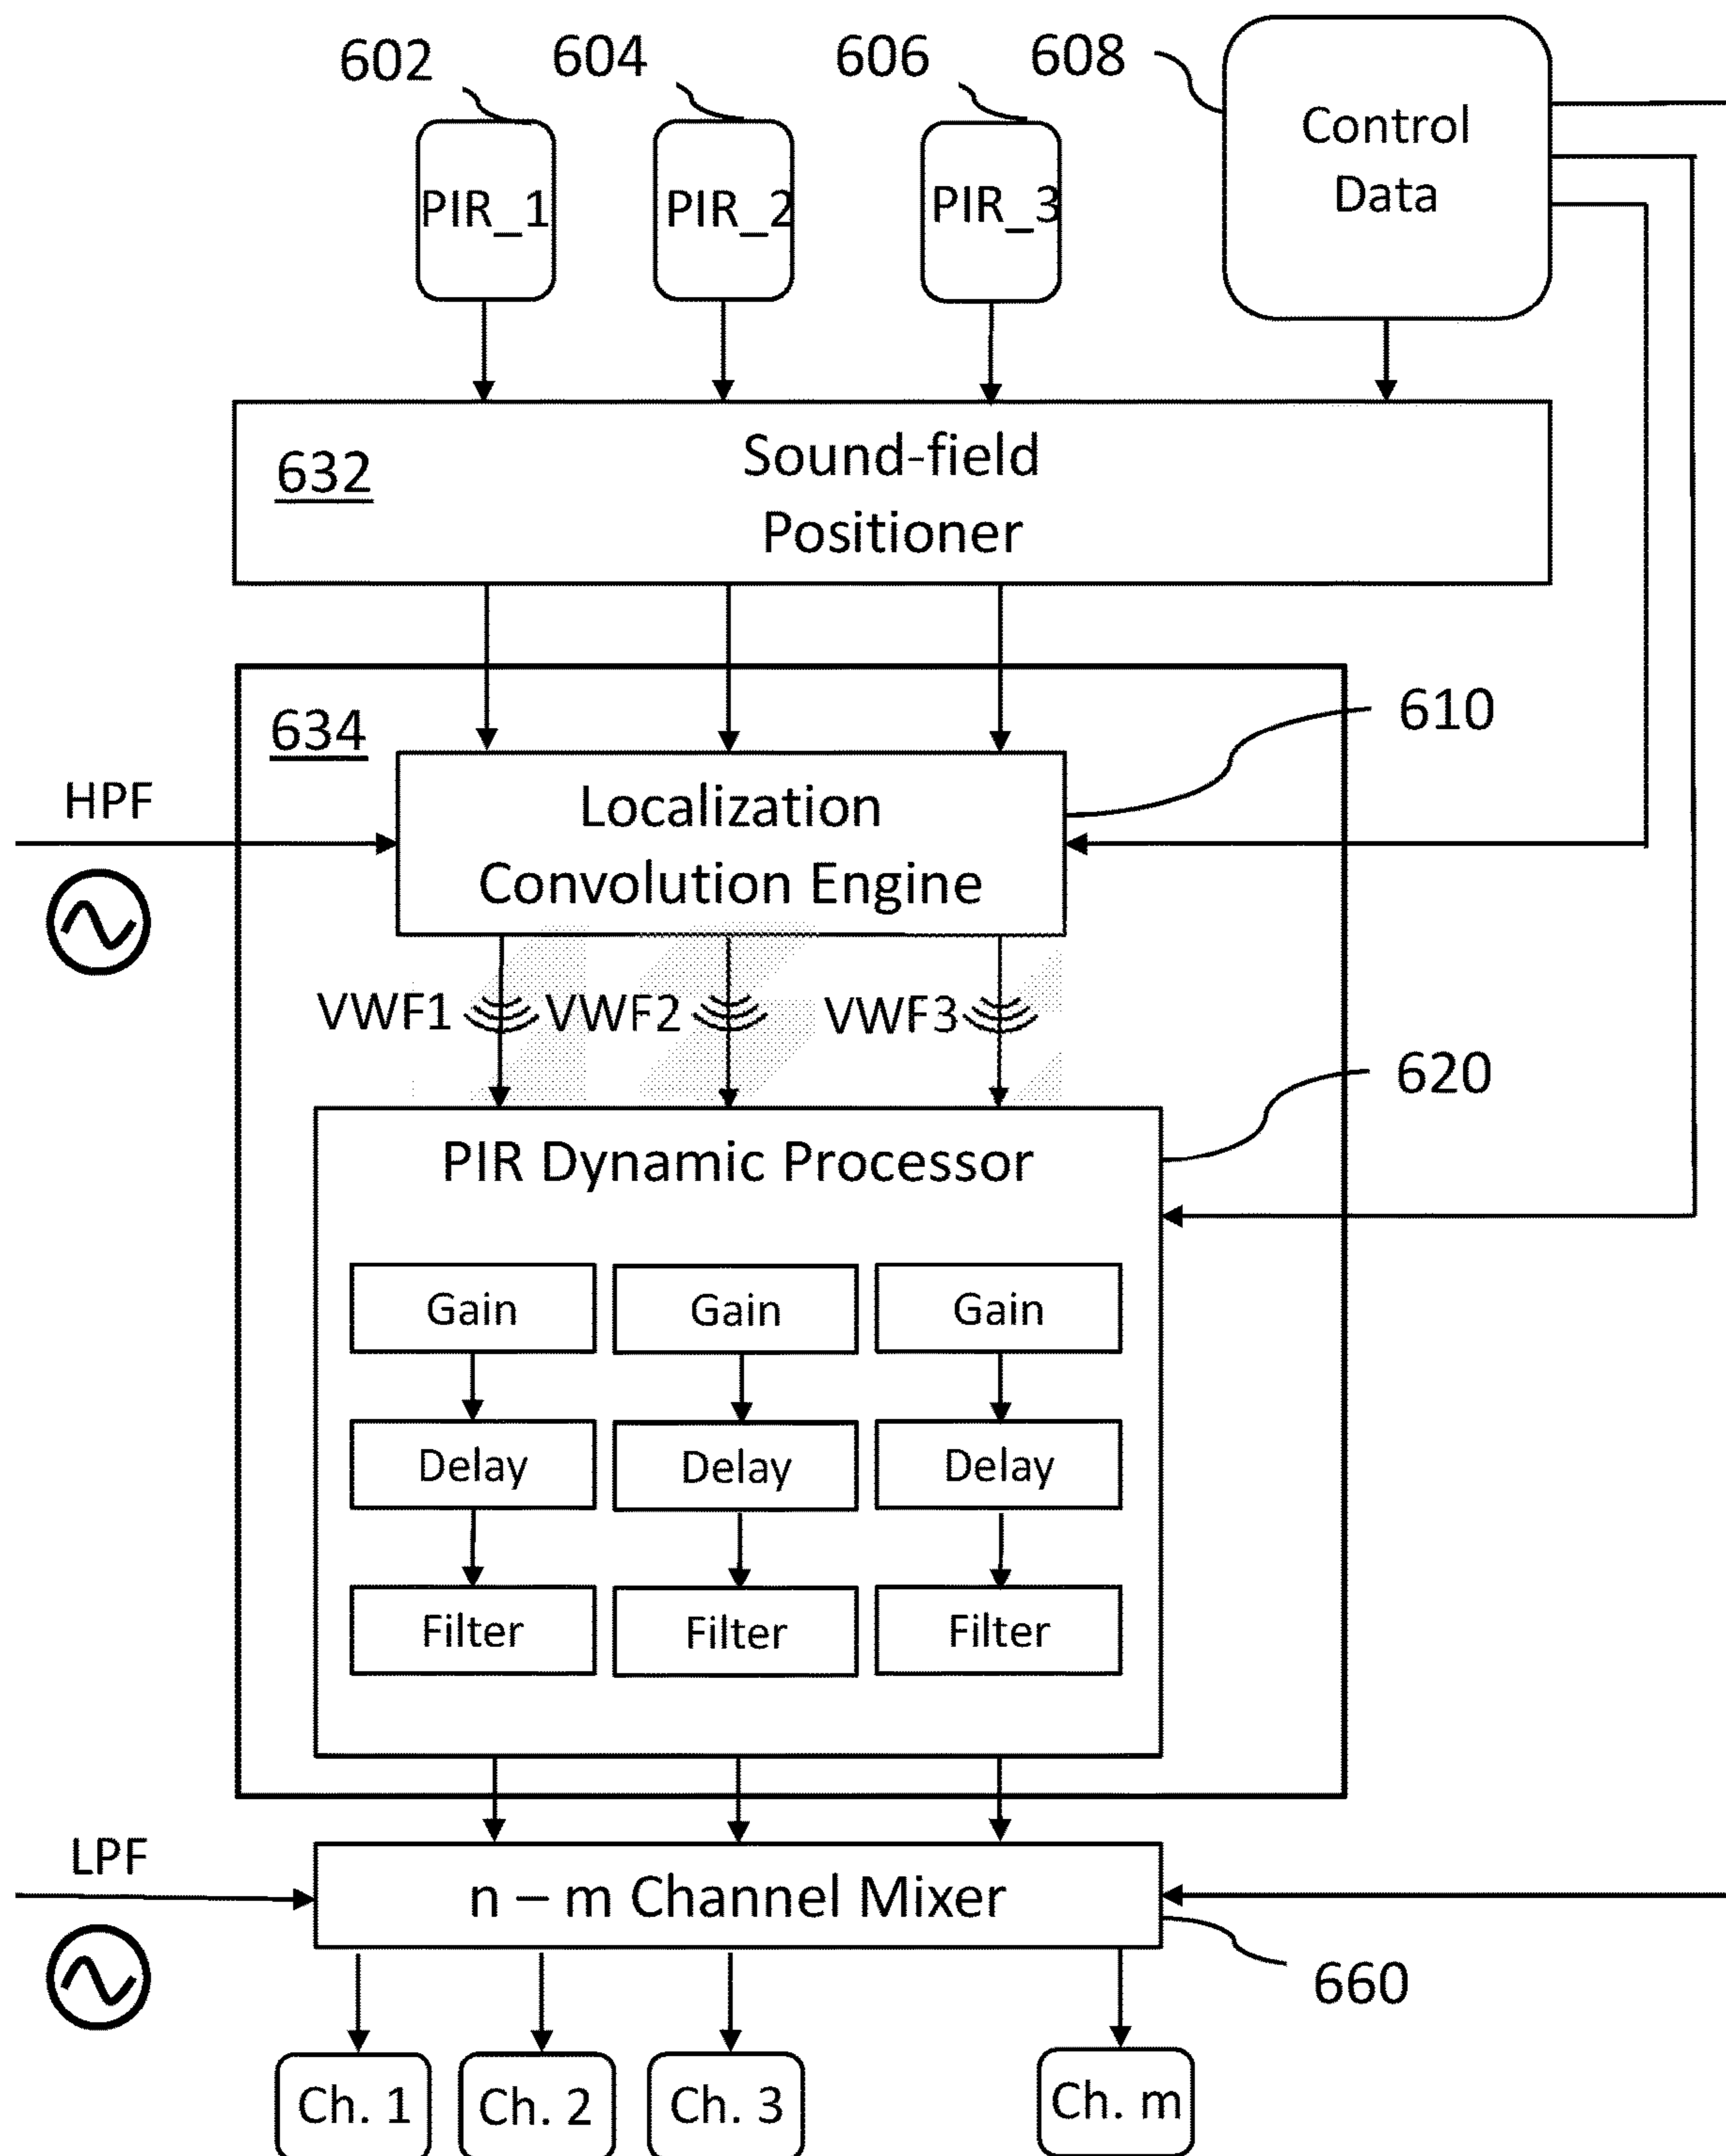 602
604
606
608
PIR_1
PIR_2
PIR_3
Control
Data
632
Sound-field
Positioner
634
610
HPF
Localization
Convolution Engine
VWF1
VWF2
VWF3
620
PIR Dynamic Processor
Gain
Gain
Gain
Delay
Delay
Delay
Filter
Filter
Filter
LPF
n – m Channel Mixer
660
Ch. 1
Ch. 2
Ch. 3
Ch. m